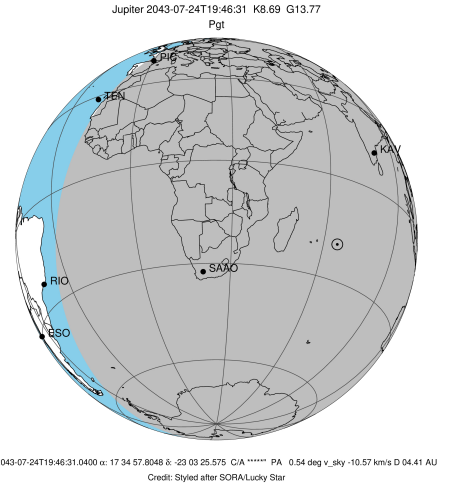 Jupiter 2043-07-24T19:46:31 K8.69 G13.77
Pgt
PIC
TEN
KAV
SAAO
RIO
ESO
043-07-24T19:46:31.0400 α: 17 34 57.8048 δ: -23 03 25.575 C/A *****" PA 0.54 deg v_sky -10.57 km/s D 04.41 AU
Credit: Styled after SORA/Lucky Star